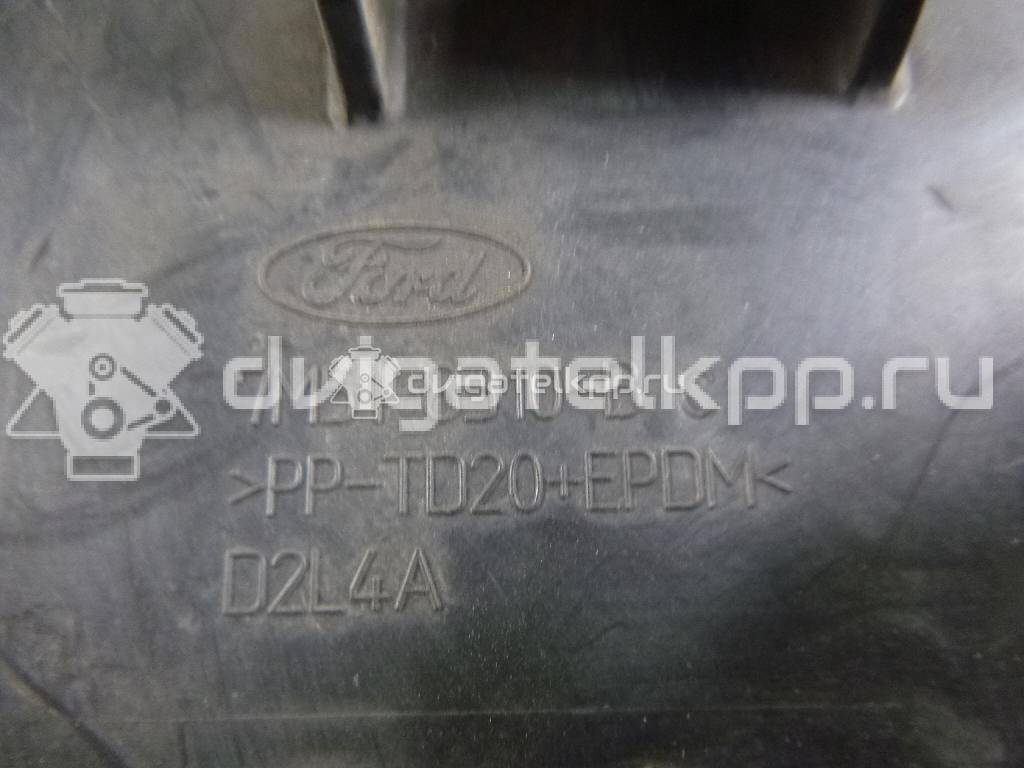 Ford
dvigatelkpp.ru
dvigatelkpp.ru
>PP-TD20+EPDM<
D2L4A